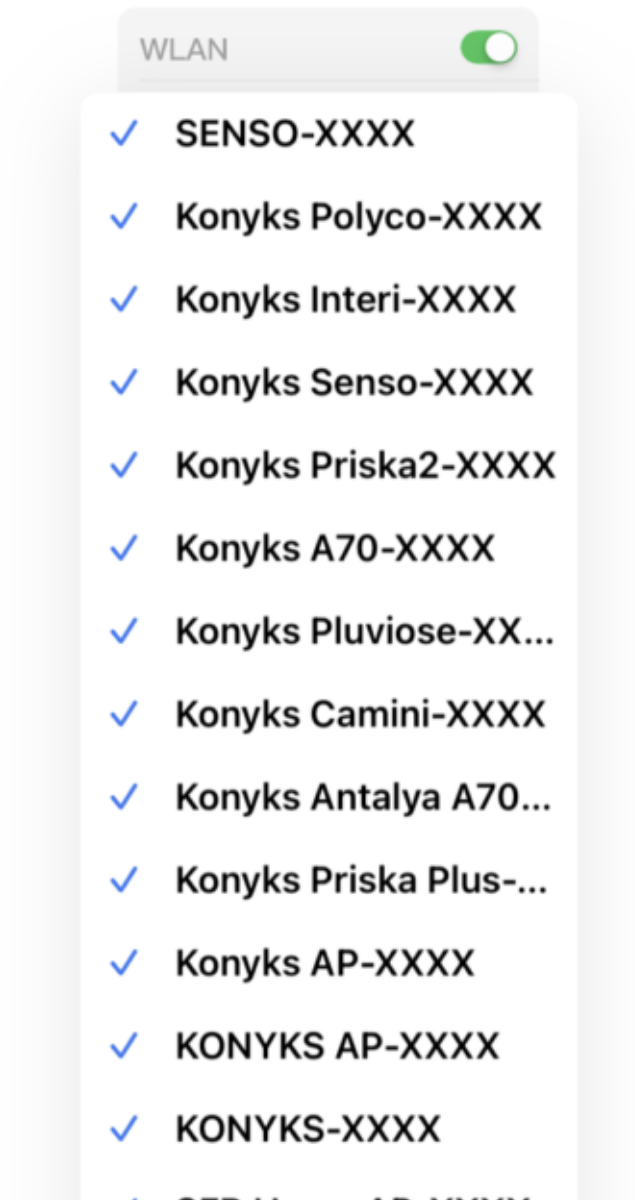 WLAN
SENSO-XXXX
Konyks Polyco-XXXX
Konyks Interi-XXXX
Konyks Senso-XXXX
Konyks Priska2-XXXX
Konyks A70-XXXX
Konyks Pluviose-XX...
Konyks Camini-XXXX
Konyks Antalya A70...
Konyks Priska Plus-...
Konyks AP-XXXX
KONYKS AP-XXXX
KONYKS-XXXX